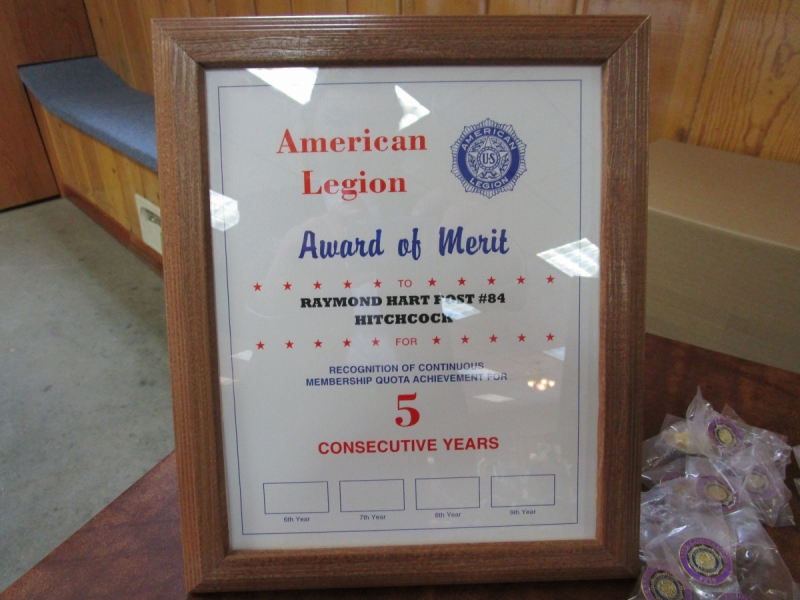 American
Legion
AMERICAN
U.S
LEGION
Award of Merit
TO
RAYMOND HART POST #84
HITCHCOCK
FOR
RECOGNITION OF CONTINUOUS
MEMBERSHIP QUOTA ACHIEVEMENT FOR
5
CONSECUTIVE YEARS
6th Year
7th Year
8th Year
9th Year